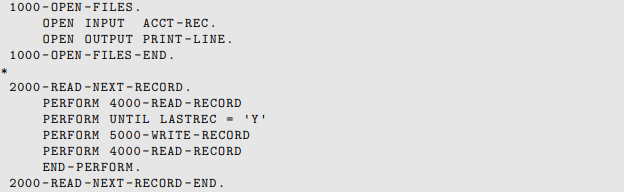 1000-OPEN-FILES.
    OPEN INPUT  ACCT-REC.
    OPEN OUTPUT PRINT-LINE.
1000-OPEN-FILES-END.
*
2000-READ-NEXT-RECORD.
    PERFORM 4000-READ-RECORD
    PERFORM UNTIL LASTREC = 'Y'
    PERFORM 5000-WRITE-RECORD
    PERFORM 4000-READ-RECORD
    END-PERFORM.
2000-READ-NEXT-RECORD-END.